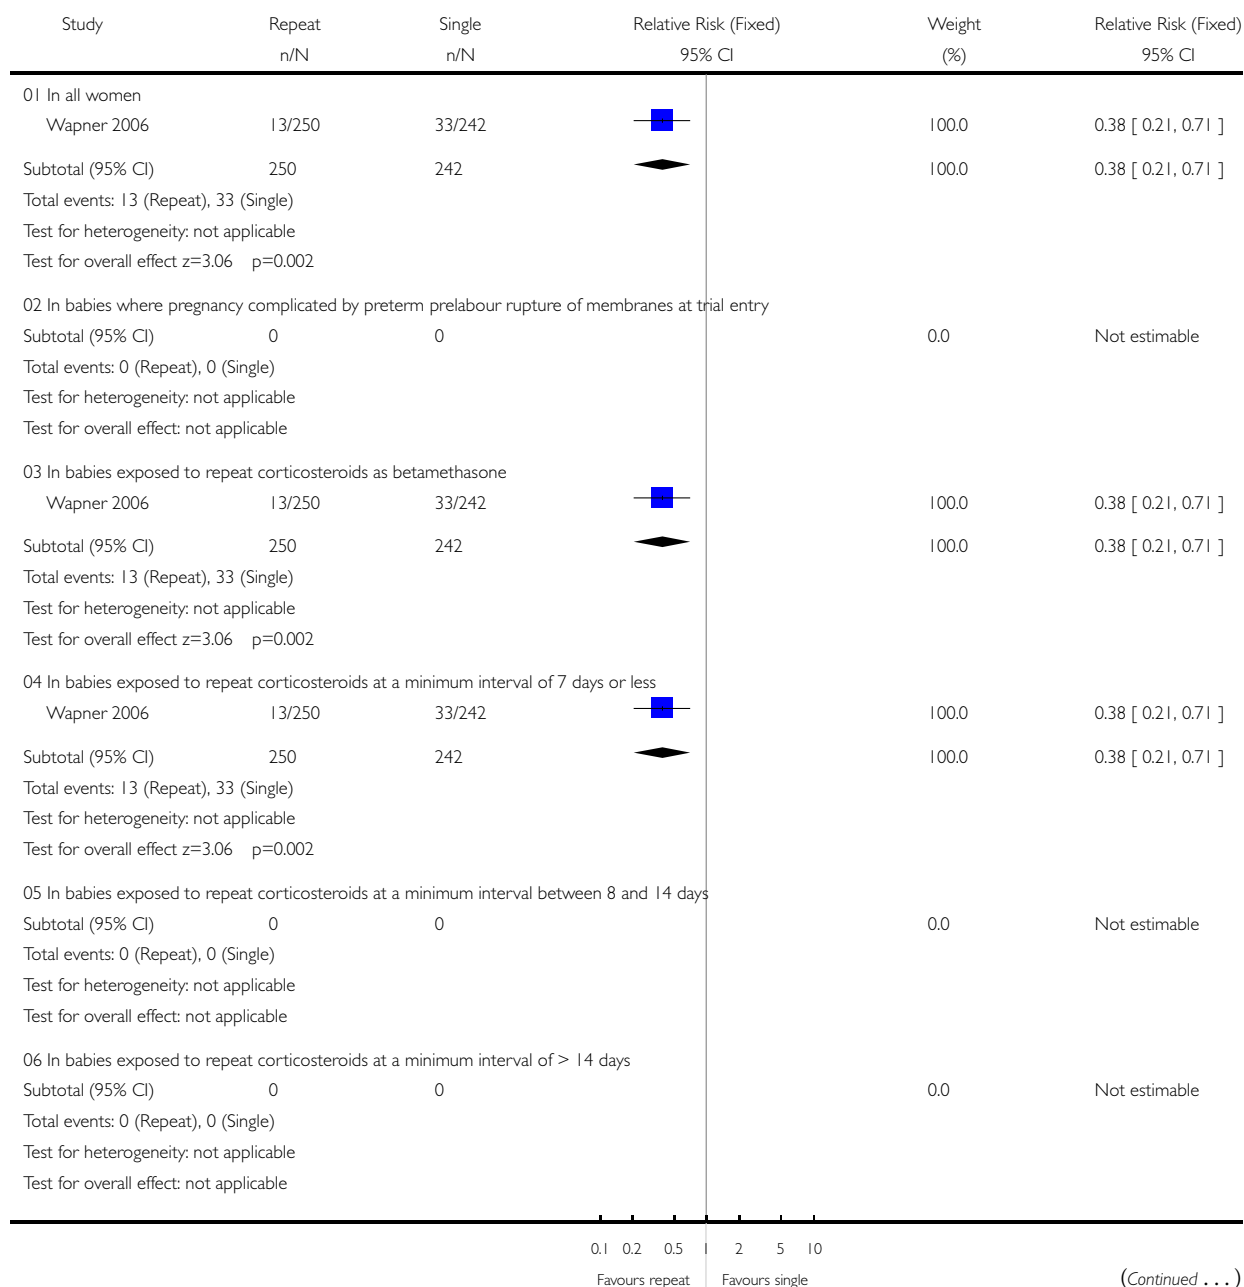 Study Repeat Single Relative Risk (Fixed) Weight Relative Risk (Fixed)
n/N n/N 95% CI (%) 95% CI
01 In all women
Wapner 2006 13/250 33/242 100.0 0.38 [ 0.21, 0.71 ]
Subtotal (95% CI) 250 242 100.0 0.38 [ 0.21, 0.71 ]
Total events: 13 (Repeat), 33 (Single)
Test for heterogeneity: not applicable
Test for overall effect z=3.06 p=0.002
02 In babies where pregnancy complicated by preterm prelabour rupture of membranes at trial entry
Subtotal (95% CI) 0 0 0.0 Not estimable
Total events: 0 (Repeat), 0 (Single)
Test for heterogeneity: not applicable
Test for overall effect: not applicable
03 In babies exposed to repeat corticosteroids as betamethasone
Wapner 2006 13/250 33/242 100.0 0.38 [ 0.21, 0.71 ]
Subtotal (95% CI) 250 242 100.0 0.38 [ 0.21, 0.71 ]
Total events: 13 (Repeat), 33 (Single)
Test for heterogeneity: not applicable
Test for overall effect z=3.06 p=0.002
04 In babies exposed to repeat corticosteroids at a minimum interval of 7 days or less
Wapner 2006 13/250 33/242 100.0 0.38 [ 0.21, 0.71 ]
Subtotal (95% CI) 250 242 100.0 0.38 [ 0.21, 0.71 ]
Total events: 13 (Repeat), 33 (Single)
Test for heterogeneity: not applicable
Test for overall effect z=3.06 p=0.002
05 In babies exposed to repeat corticosteroids at a minimum interval between 8 and 14 days
Subtotal (95% CI) 0 0 0.0 Not estimable
Total events: 0 (Repeat), 0 (Single)
Test for heterogeneity: not applicable
Test for overall effect: not applicable
06 In babies exposed to repeat corticosteroids at a minimum interval of > 14 days
Subtotal (95% CI) 0 0 0.0 Not estimable
Total events: 0 (Repeat), 0 (Single)
Test for heterogeneity: not applicable
Test for overall effect: not applicable
0.1 0.2 0.5 1 2 5 10
Favours repeat Favours single (Continued . . . )